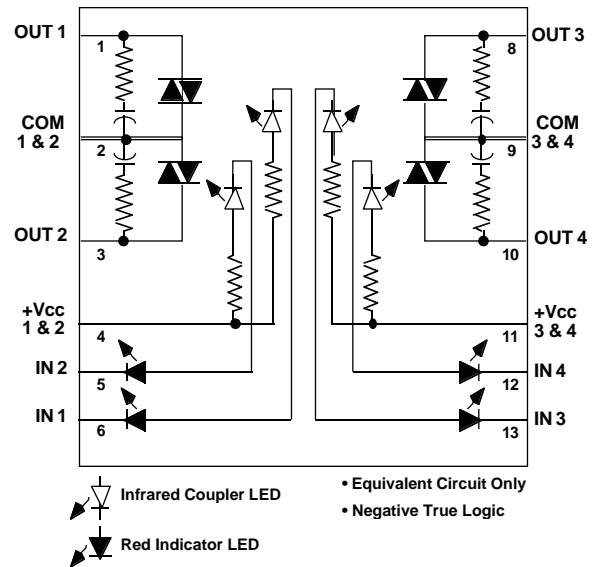 OUT 1
1
8
OUT 3
COM
1 & 2
2
9
COM
3 & 4
OUT 2
3
10
OUT 4
+Vcc
1 & 2
4
11
+Vcc
3 & 4
IN 2
5
12
IN 4
IN 1
6
13
IN 3
Infrared Coupler LED
• Equivalent Circuit Only
• Negative True Logic
Red Indicator LED